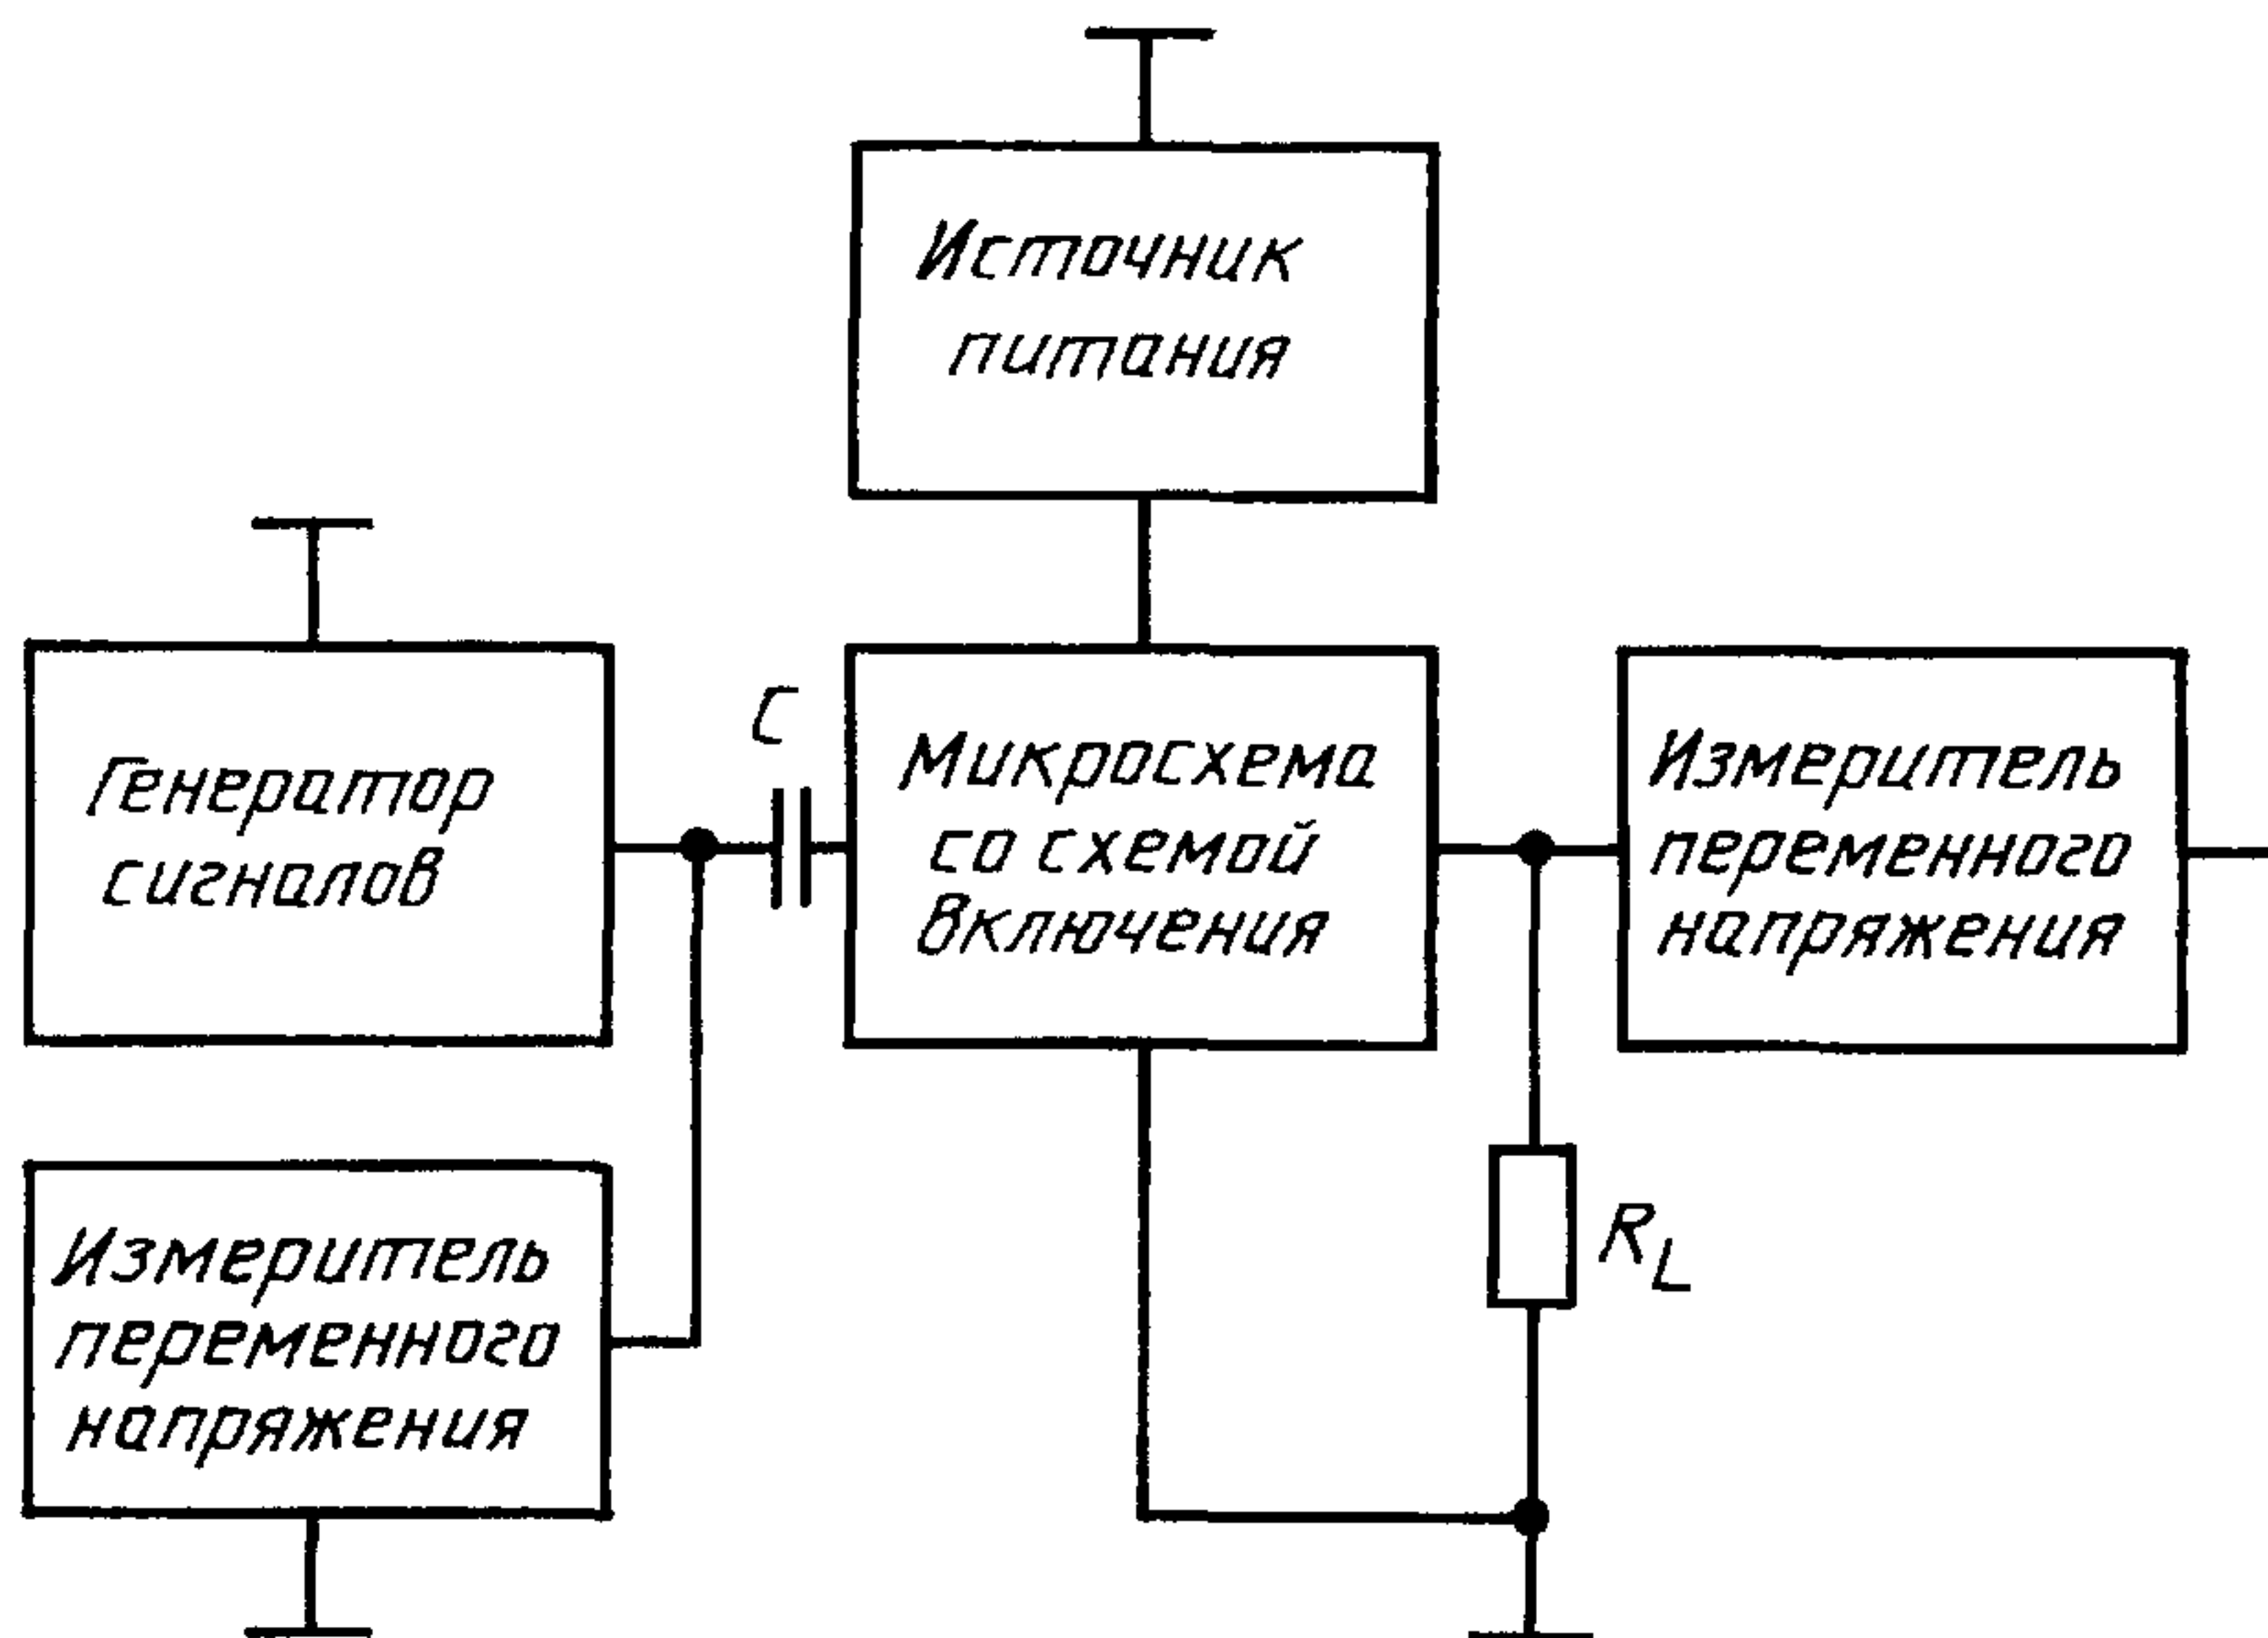 Источник
питания
Генератор
сигналов
C
Микросхема
со схемой
включения
Измеритель
переменного
напряжения
Измеритель
переменного
напряжения
R_L